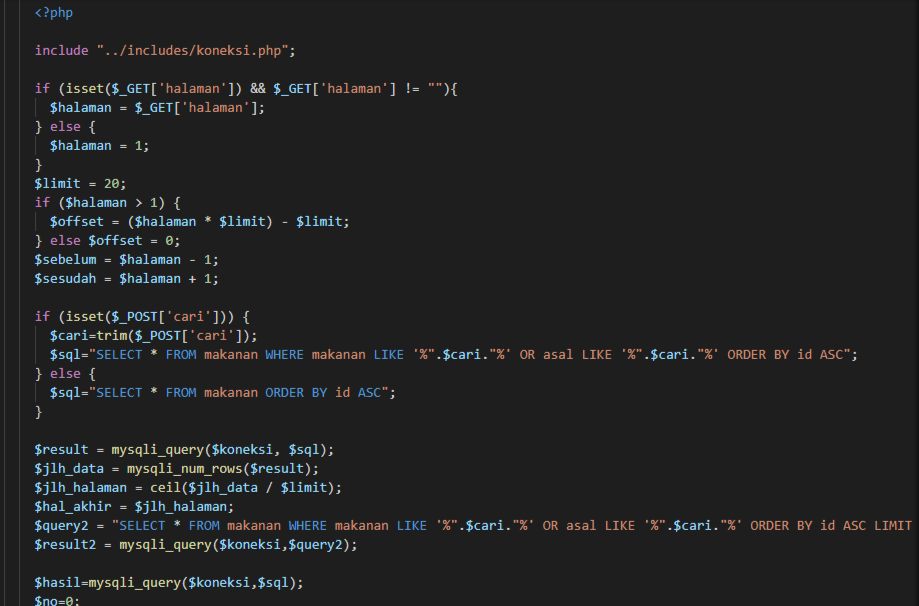 <?php
include "../includes/koneksi.php";
if (isset($_GET['halaman']) && $_GET['halaman'] != ""){
$halaman = $_GET['halaman'];
} else {
$halaman = 1;
}
$limit = 20;
if ($halaman > 1) {
$offset = ($halaman * $limit) - $limit;
} else $offset = 0;
$sebelum = $halaman - 1;
$sesudah = $halaman + 1;
if (isset($_POST['cari'])) {
$cari=trim($_POST['cari']);
$sql="SELECT * FROM makanan WHERE makanan LIKE '%".$cari."%' OR asal LIKE '%".$cari."%' ORDER BY id ASC";
} else {
$sql="SELECT * FROM makanan ORDER BY id ASC";
}
$result = mysqli_query($koneksi, $sql);
$jlh_data = mysqli_num_rows($result);
$jlh_halaman = ceil($jlh_data / $limit);
$hal_akhir = $jlh_halaman;
$query2 = "SELECT * FROM makanan WHERE makanan LIKE '%".$cari."%' OR asal LIKE '%".$cari."%' ORDER BY id ASC LIMIT
$result2 = mysqli_query($koneksi,$query2);
$hasil=mysqli_query($koneksi,$sql);
$no=0;